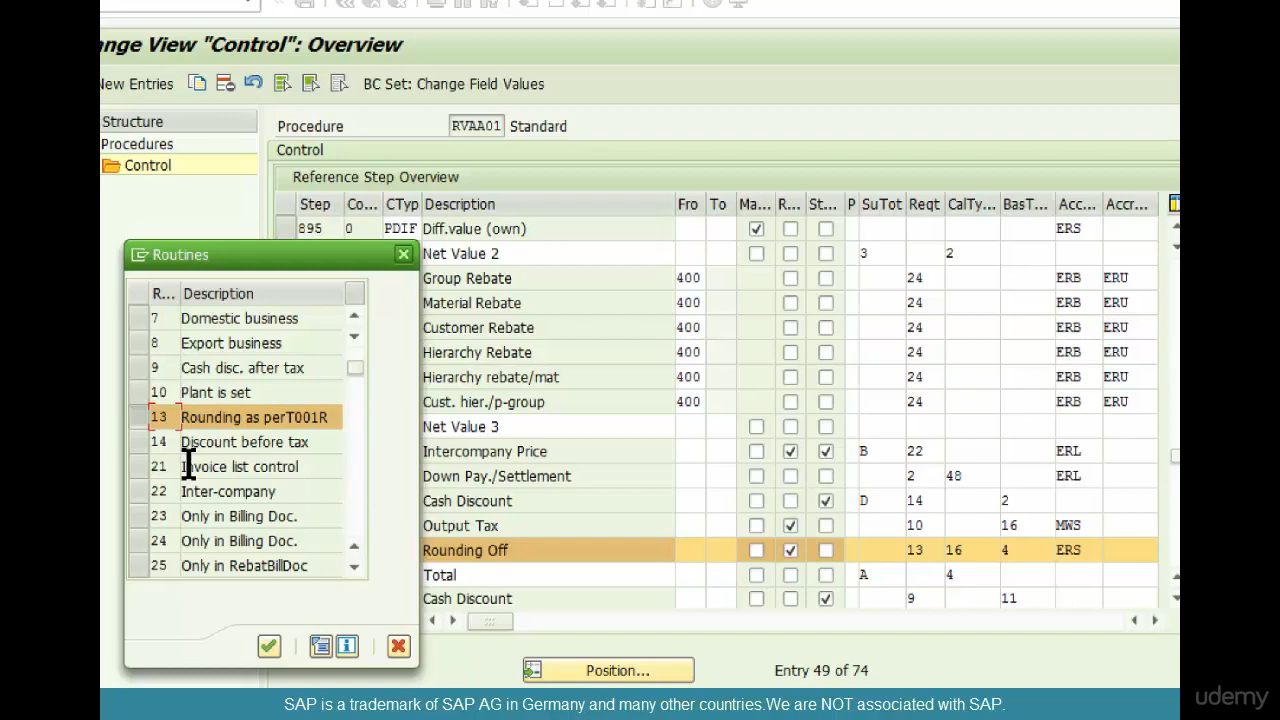 ange View "Control": Overview
New Entries BC Set: Change Field Values
Structure
Procedures
Control
Procedure RVAA01 Standard
Control
Reference Step Overview
Step Co... CTyp Description Fro To Ma... R... St... P SuTot Reqt CalTy... BasT... Acc... Accr...
895 0 PDIF Diff.value (own) ERS
Net Value 2 3 2
Group Rebate 400 24 ERB ERU
Material Rebate 400 24 ERB ERU
Customer Rebate 400 24 ERB ERU
Hierarchy Rebate 400 24 ERB ERU
Hierarchy rebate/mat 400 24 ERB ERU
Cust. hier./p-group 400 24 ERB ERU
Net Value 3
Intercompany Price B 22 ERL
Down Pay./Settlement 2 48 ERL
Cash Discount D 14 2
Output Tax 10 16 MWS
Rounding Off 13 16 4 ERS
Total A 4
Cash Discount 9 11
Routines
R... Description
7 Domestic business
8 Export business
9 Cash disc. after tax
10 Plant is set
13 Rounding as perT001R
14 Discount before tax
21 Invoice list control
22 Inter-company
23 Only in Billing Doc.
24 Only in Billing Doc.
25 Only in RebatBillDoc
Position... Entry 49 of 74
SAP is a trademark of SAP AG in Germany and many other countries.We are NOT associated with SAP.
udemy